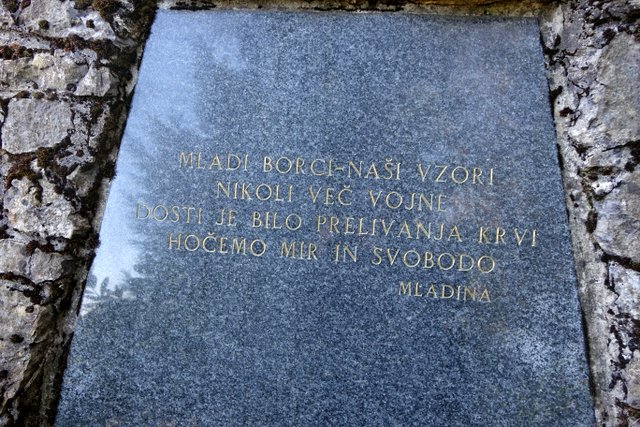 MLADI BORCI-NAŠI VZORI
NIKOLI VEČ VOJNE
DOSTI JE BILO PRELIVANJA KRVI
HOČEMO MIR IN SVOBODO
MLADINA